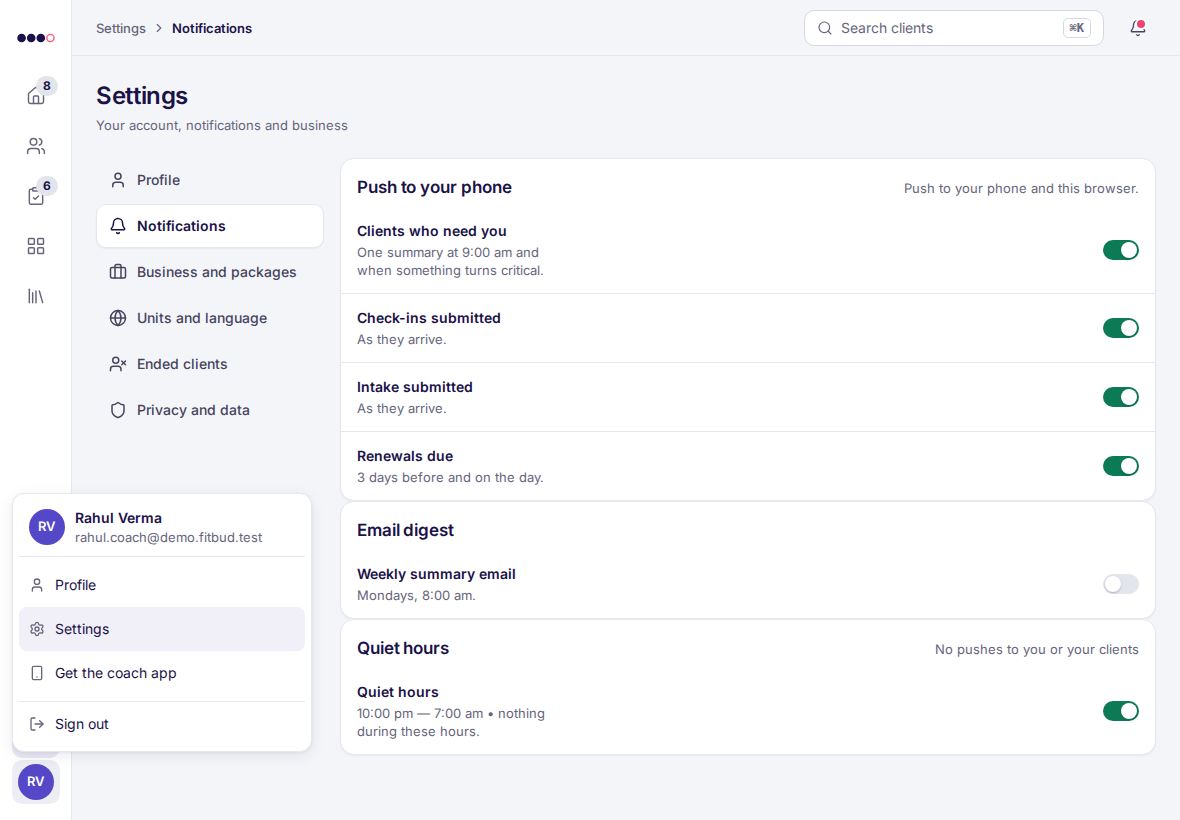 Settings > Notifications
Search clients
⌘K
8
6
Settings
Your account, notifications and business
Profile
Notifications
Business and packages
Units and language
Ended clients
Privacy and data
Push to your phone
Push to your phone and this browser.
Clients who need you
One summary at 9:00 am and
when something turns critical.
Check-ins submitted
As they arrive.
Intake submitted
As they arrive.
Renewals due
3 days before and on the day.
Email digest
Weekly summary email
Mondays, 8:00 am.
Quiet hours
No pushes to you or your clients
Quiet hours
10:00 pm — 7:00 am • nothing
during these hours.
RV
Rahul Verma
rahul.coach@demo.fitbud.test
Profile
Settings
Get the coach app
Sign out
RV